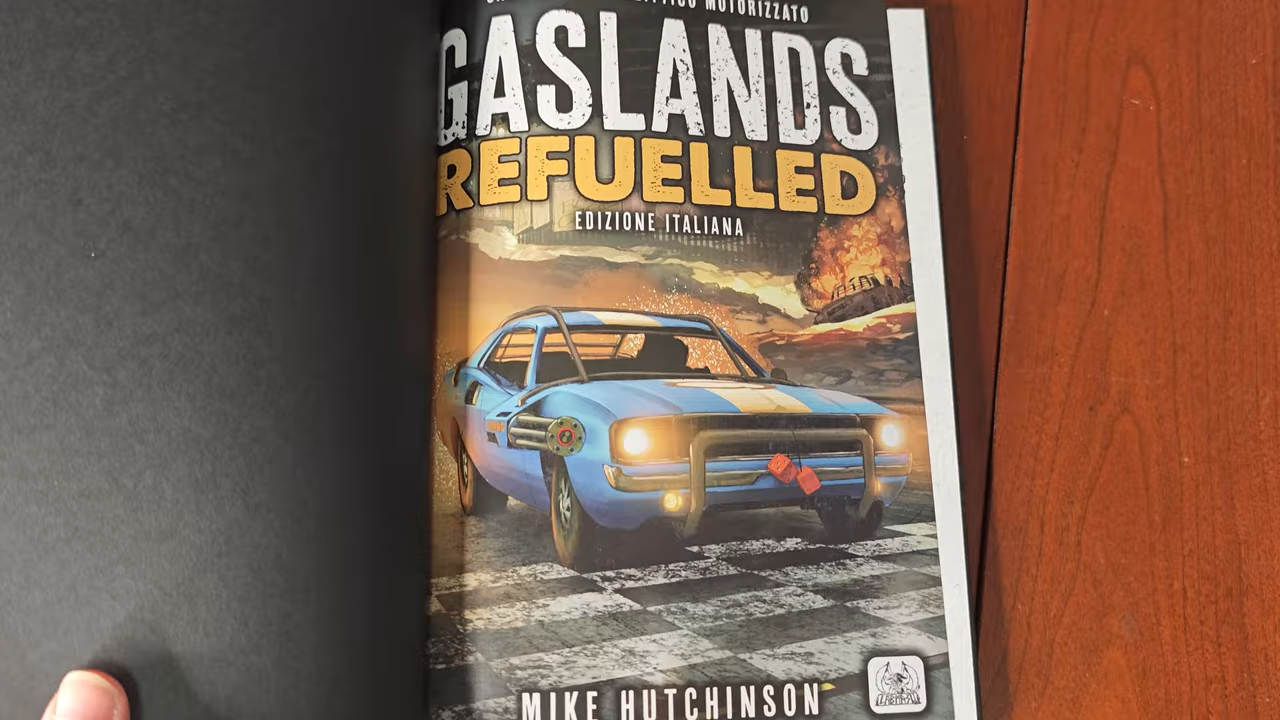 MOTORIZZATO
GASLANDS
REFUELLED
EDIZIONE ITALIANA
MIKE HUTCHINSON